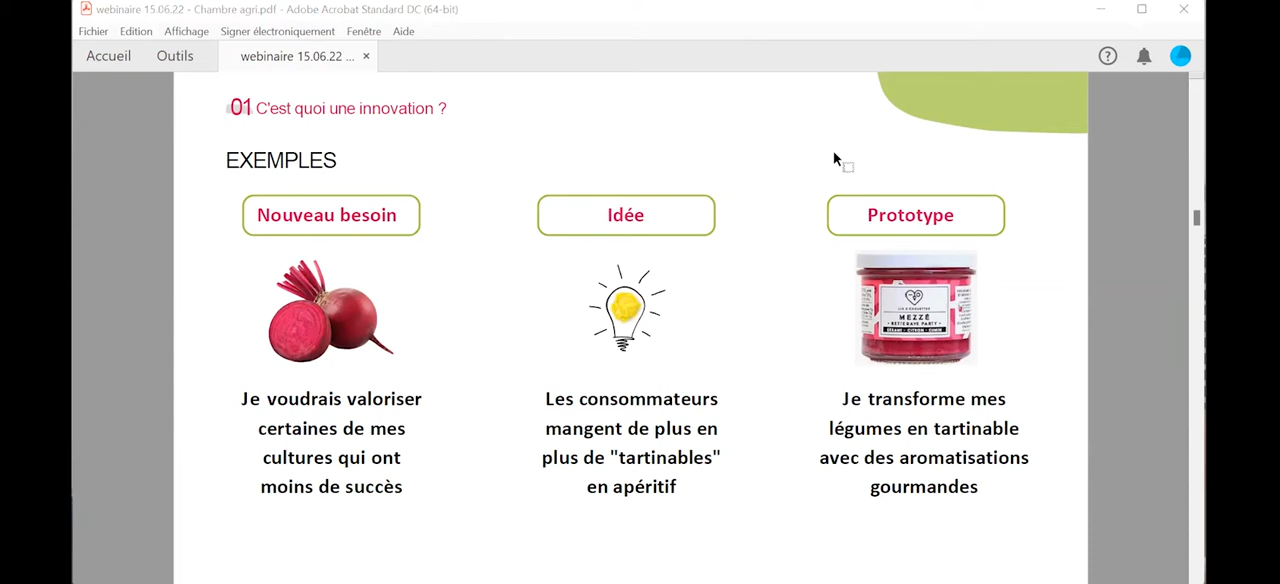 webinaire 15.06.22 - Chambre agri.pdf - Adobe Acrobat Standard DC (64-bit)
Fichier Edition Affichage Signer électroniquement Fenêtre Aide
Accueil Outils webinaire 15.06.22 ... ×
01 C'est quoi une innovation ?
EXEMPLES
Nouveau besoin Idée Prototype
MEZZÉ
BETTERAVE PARTY
SÉSAME - CITRON - CUMIN
Je voudrais valoriser
certaines de mes
cultures qui ont
moins de succès
Les consommateurs
mangent de plus en
plus de "tartinables"
en apéritif
Je transforme mes
légumes en tartinable
avec des aromatisations
gourmandes